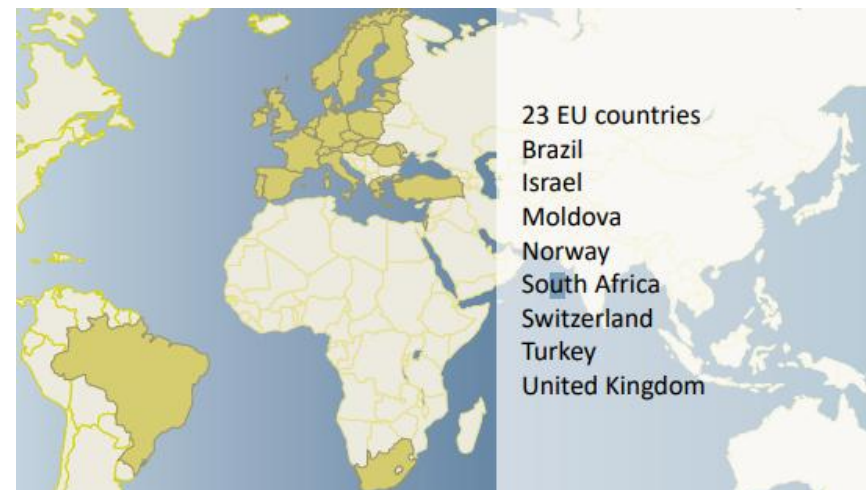 23 EU countries
Brazil
Israel
Moldova
Norway
South Africa
Switzerland
Turkey
United Kingdom